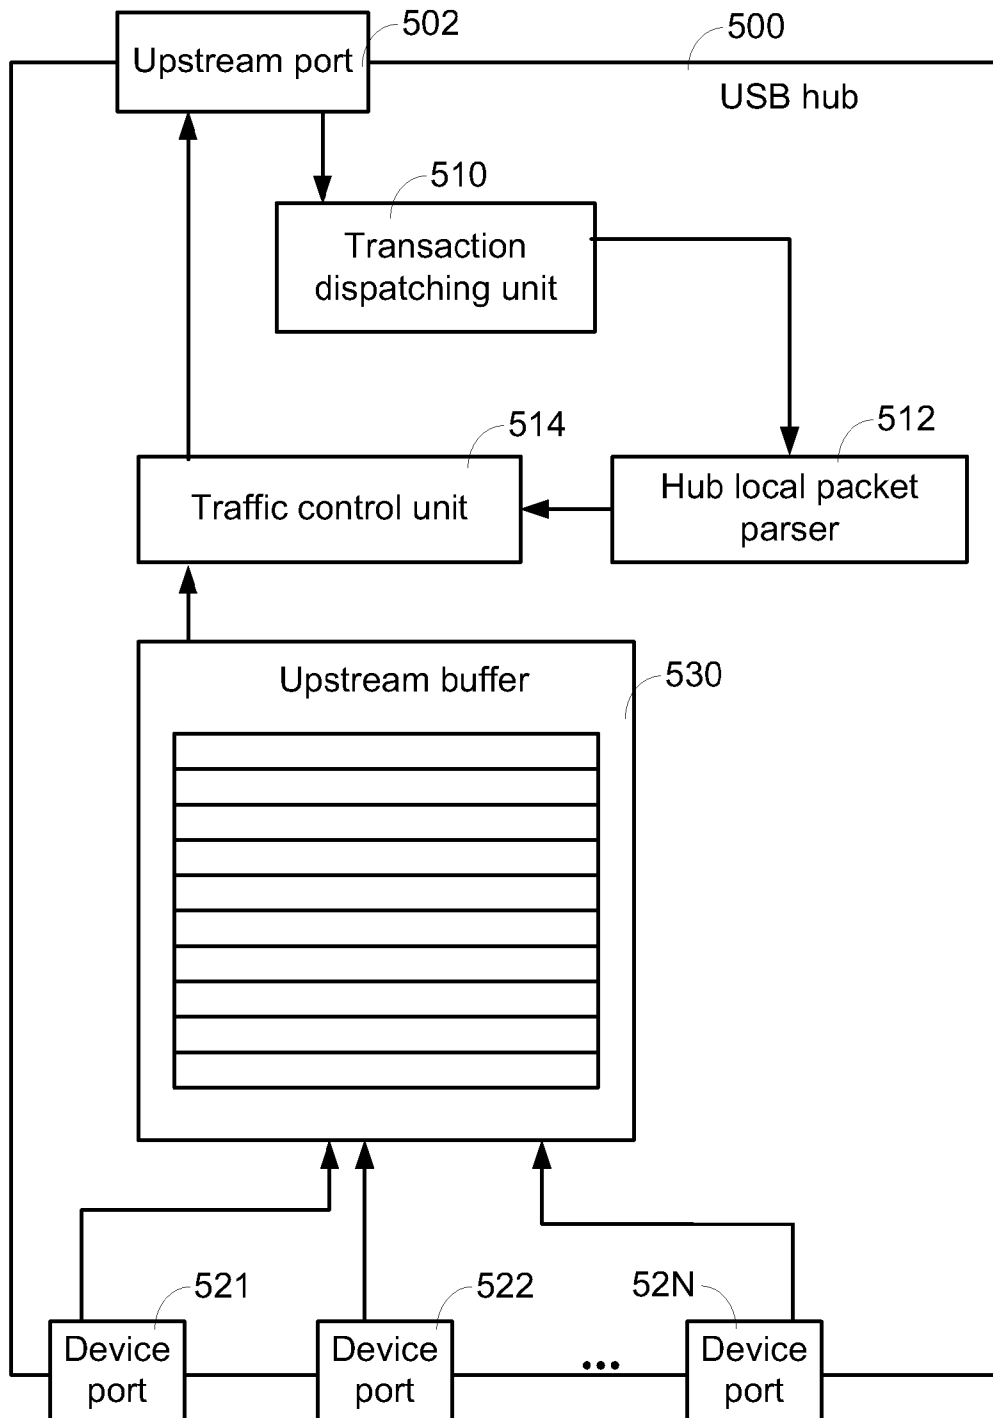 502
Upstream port
500
USB hub
510
Transaction
dispatching unit
514
Traffic control unit
512
Hub local packet
parser
Upstream buffer
530
521
Device
port
522
Device
port
...
52N
Device
port